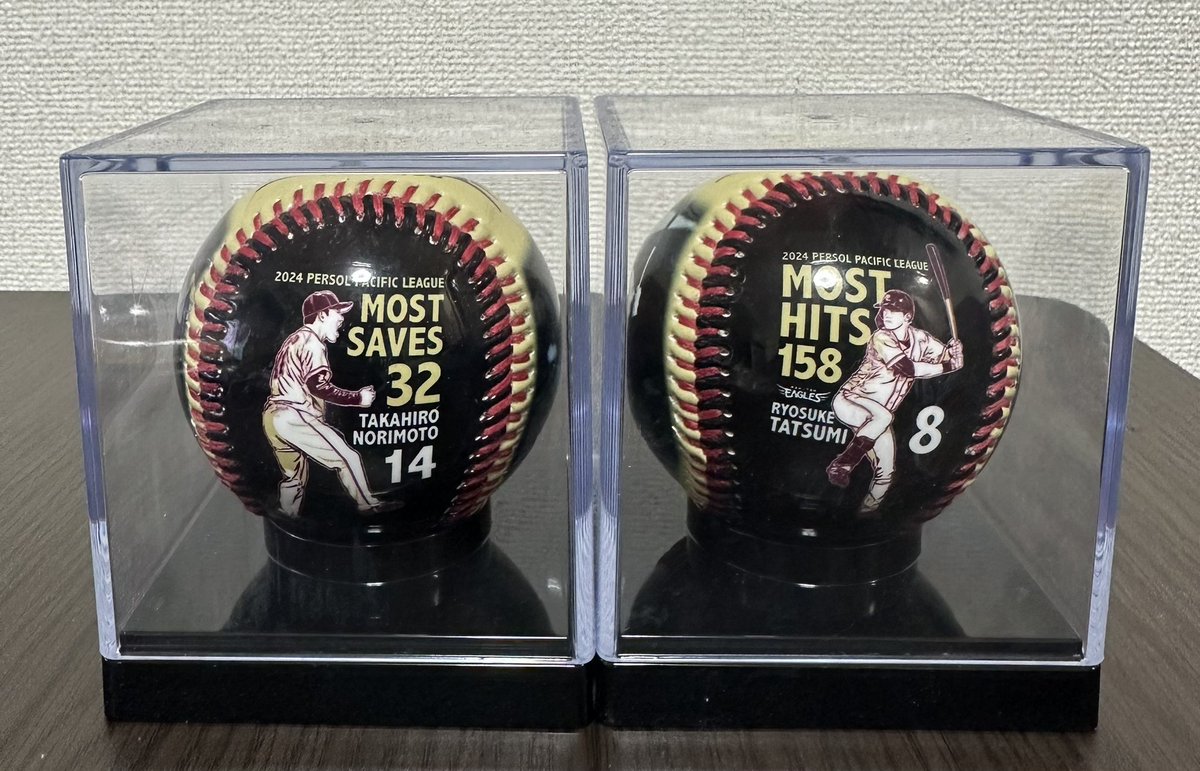 2024 PERSOL PACIFIC LEAGUE
MOST
SAVES
32
TAKAHIRO
NORIMOTO
14
2024 PERSOL PACIFIC LEAGUE
MOST
HITS
158
EAGLES
RYOSUKE
TATSUMI
8